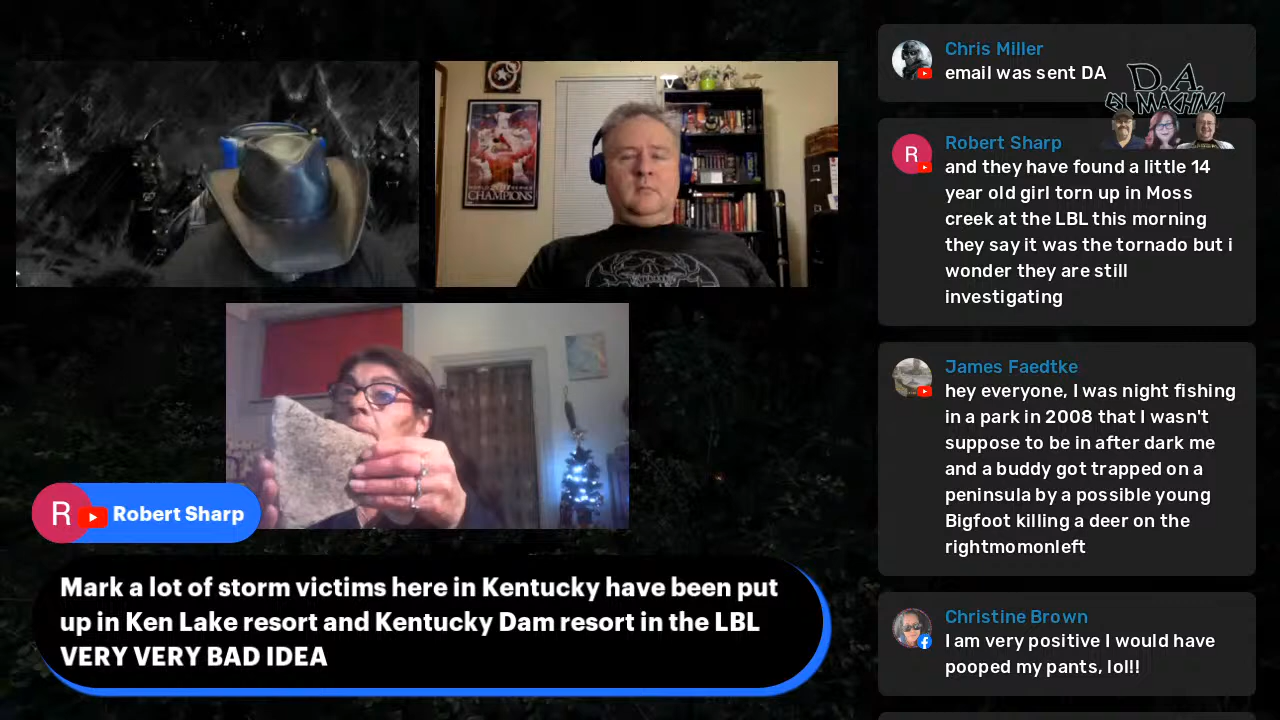 CHAMPIONS
R
Robert Sharp
Mark a lot of storm victims here in Kentucky have been put
up in Ken Lake resort and Kentucky Dam resort in the LBL
VERY VERY BAD IDEA
Chris Miller
email was sent DA
D.A.
EX MACHINA
R
Robert Sharp
and they have found a little 14
year old girl torn up in Moss
creek at the LBL this morning
they say it was the tornado but i
wonder they are still
investigating
James Faedtke
hey everyone, I was night fishing
in a park in 2008 that I wasn't
suppose to be in after dark me
and a buddy got trapped on a
peninsula by a possible young
Bigfoot killing a deer on the
rightmomonleft
Christine Brown
I am very positive I would have
pooped my pants, lol!!